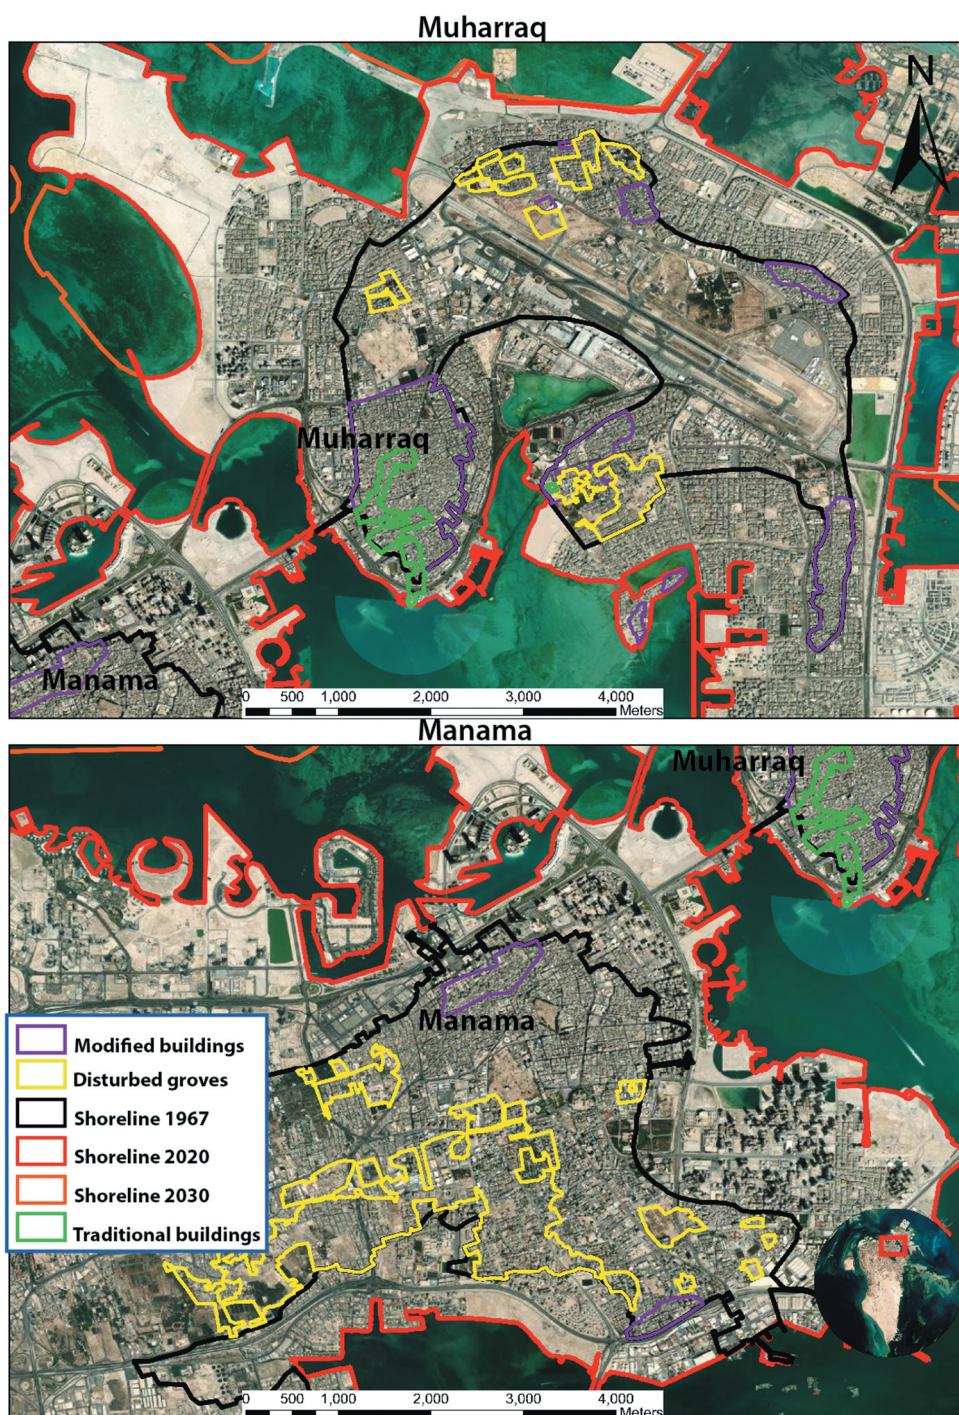 Muharraq
N
Muharraq
Manama
0 500 1,000 2,000 3,000 4,000
Meters
Manama
Muharraq
Manama
Modified buildings
Disturbed groves
Shoreline 1967
Shoreline 2020
Shoreline 2030
Traditional buildings
0 500 1,000 2,000 3,000 4,000
Meters